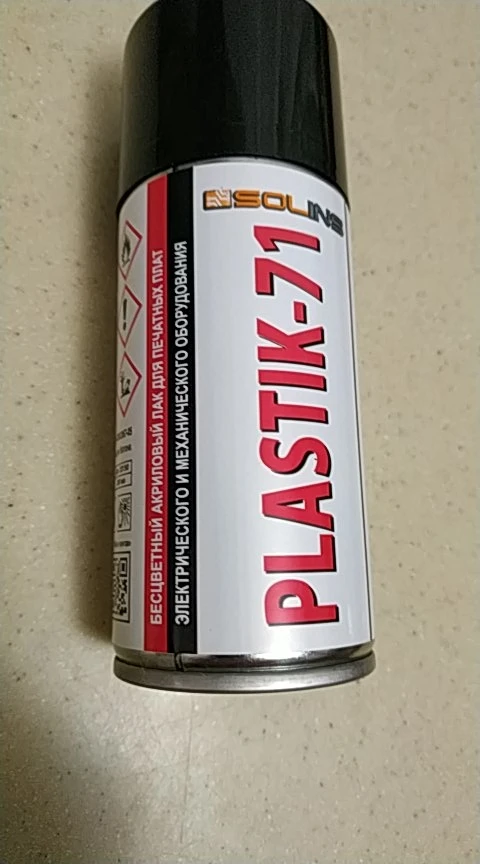 SOLINS
PLASTIK-71
БЕСЦВЕТНЫЙ АКРИЛОВЫЙ ЛАК ДЛЯ ПЕЧАТНЫХ ПЛАТ
ЭЛЕКТРИЧЕСКОГО И МЕХАНИЧЕСКОГО ОБОРУДОВАНИЯ